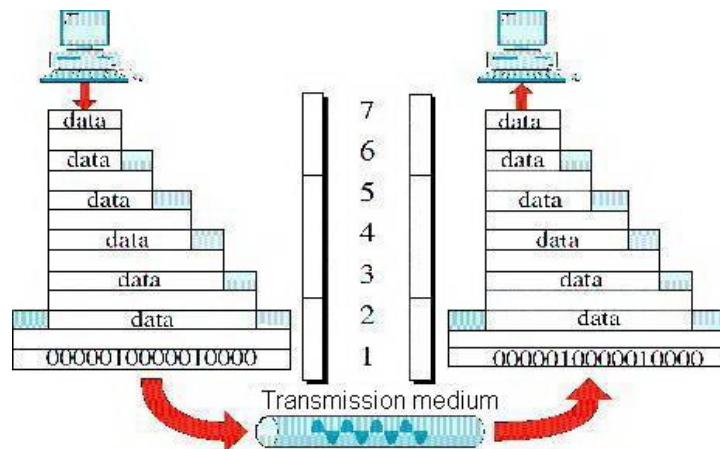 data 7 data
data 6 data
data 5 data
data 4 data
data 3 data
data 2 data
0000010000010000 1 0000010000010000
Transmission medium